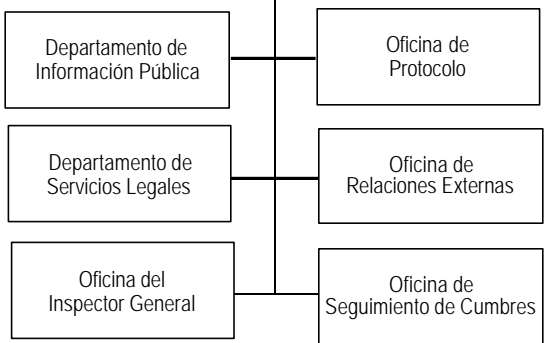 Departamento de
Información Pública
Oficina de
Protocolo
Departamento de
Servicios Legales
Oficina de
Relaciones Externas
Oficina del
Inspector General
Oficina de
Seguimiento de Cumbres